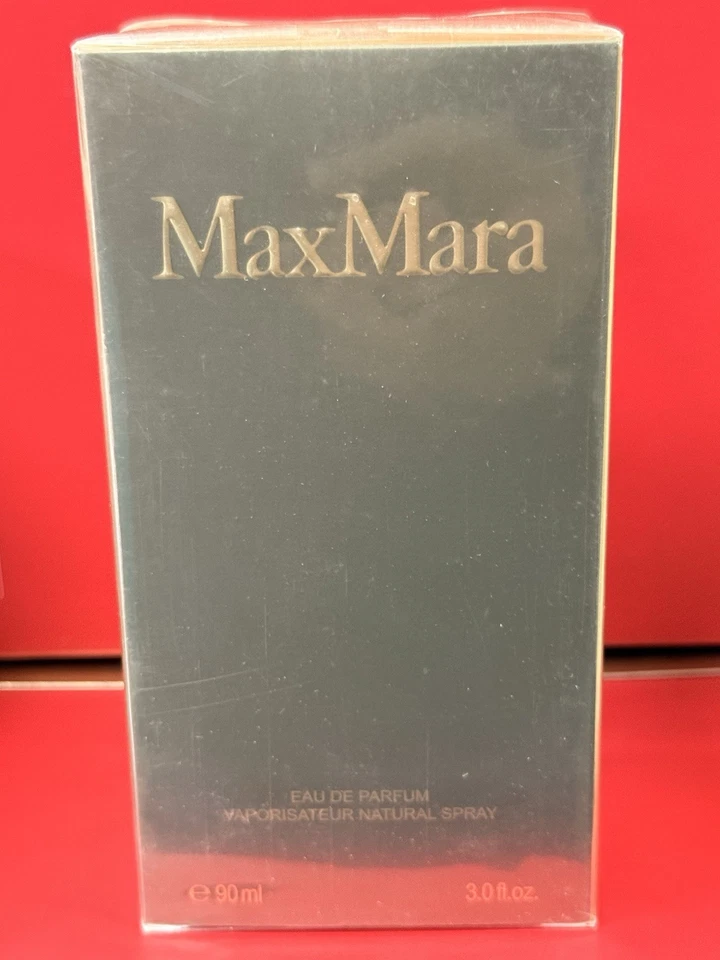 MaxMara
EAU DE PARFUM
VAPORISATEUR NATURAL SPRAY
℮ 90 ml 3.0 fl.oz.